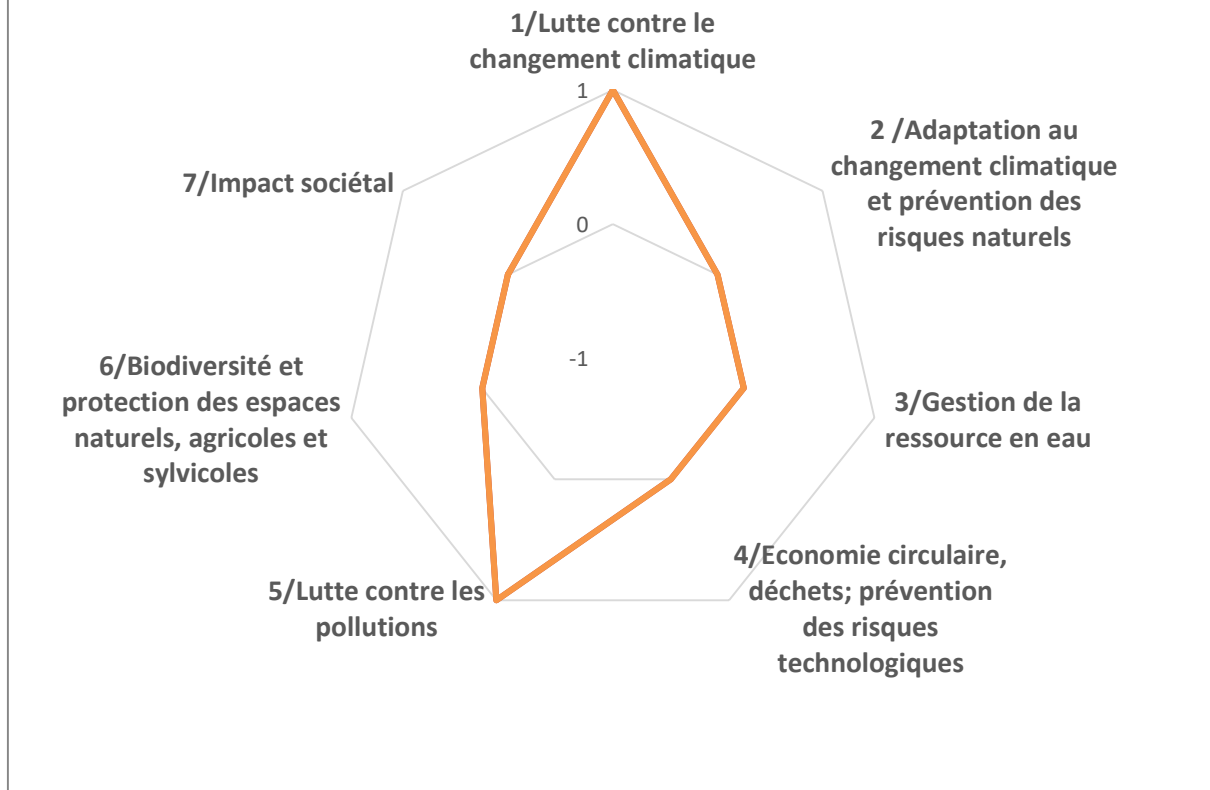 1/Lutte contre le
changement climatique
1
2 /Adaptation au
changement climatique
et prévention des
risques naturels
7/Impact sociétal
0
-1
6/Biodiversité et
protection des espaces
naturels, agricoles et
sylvicoles
3/Gestion de la
ressource en eau
4/Economie circulaire,
déchets; prévention
des risques
technologiques
5/Lutte contre les
pollutions